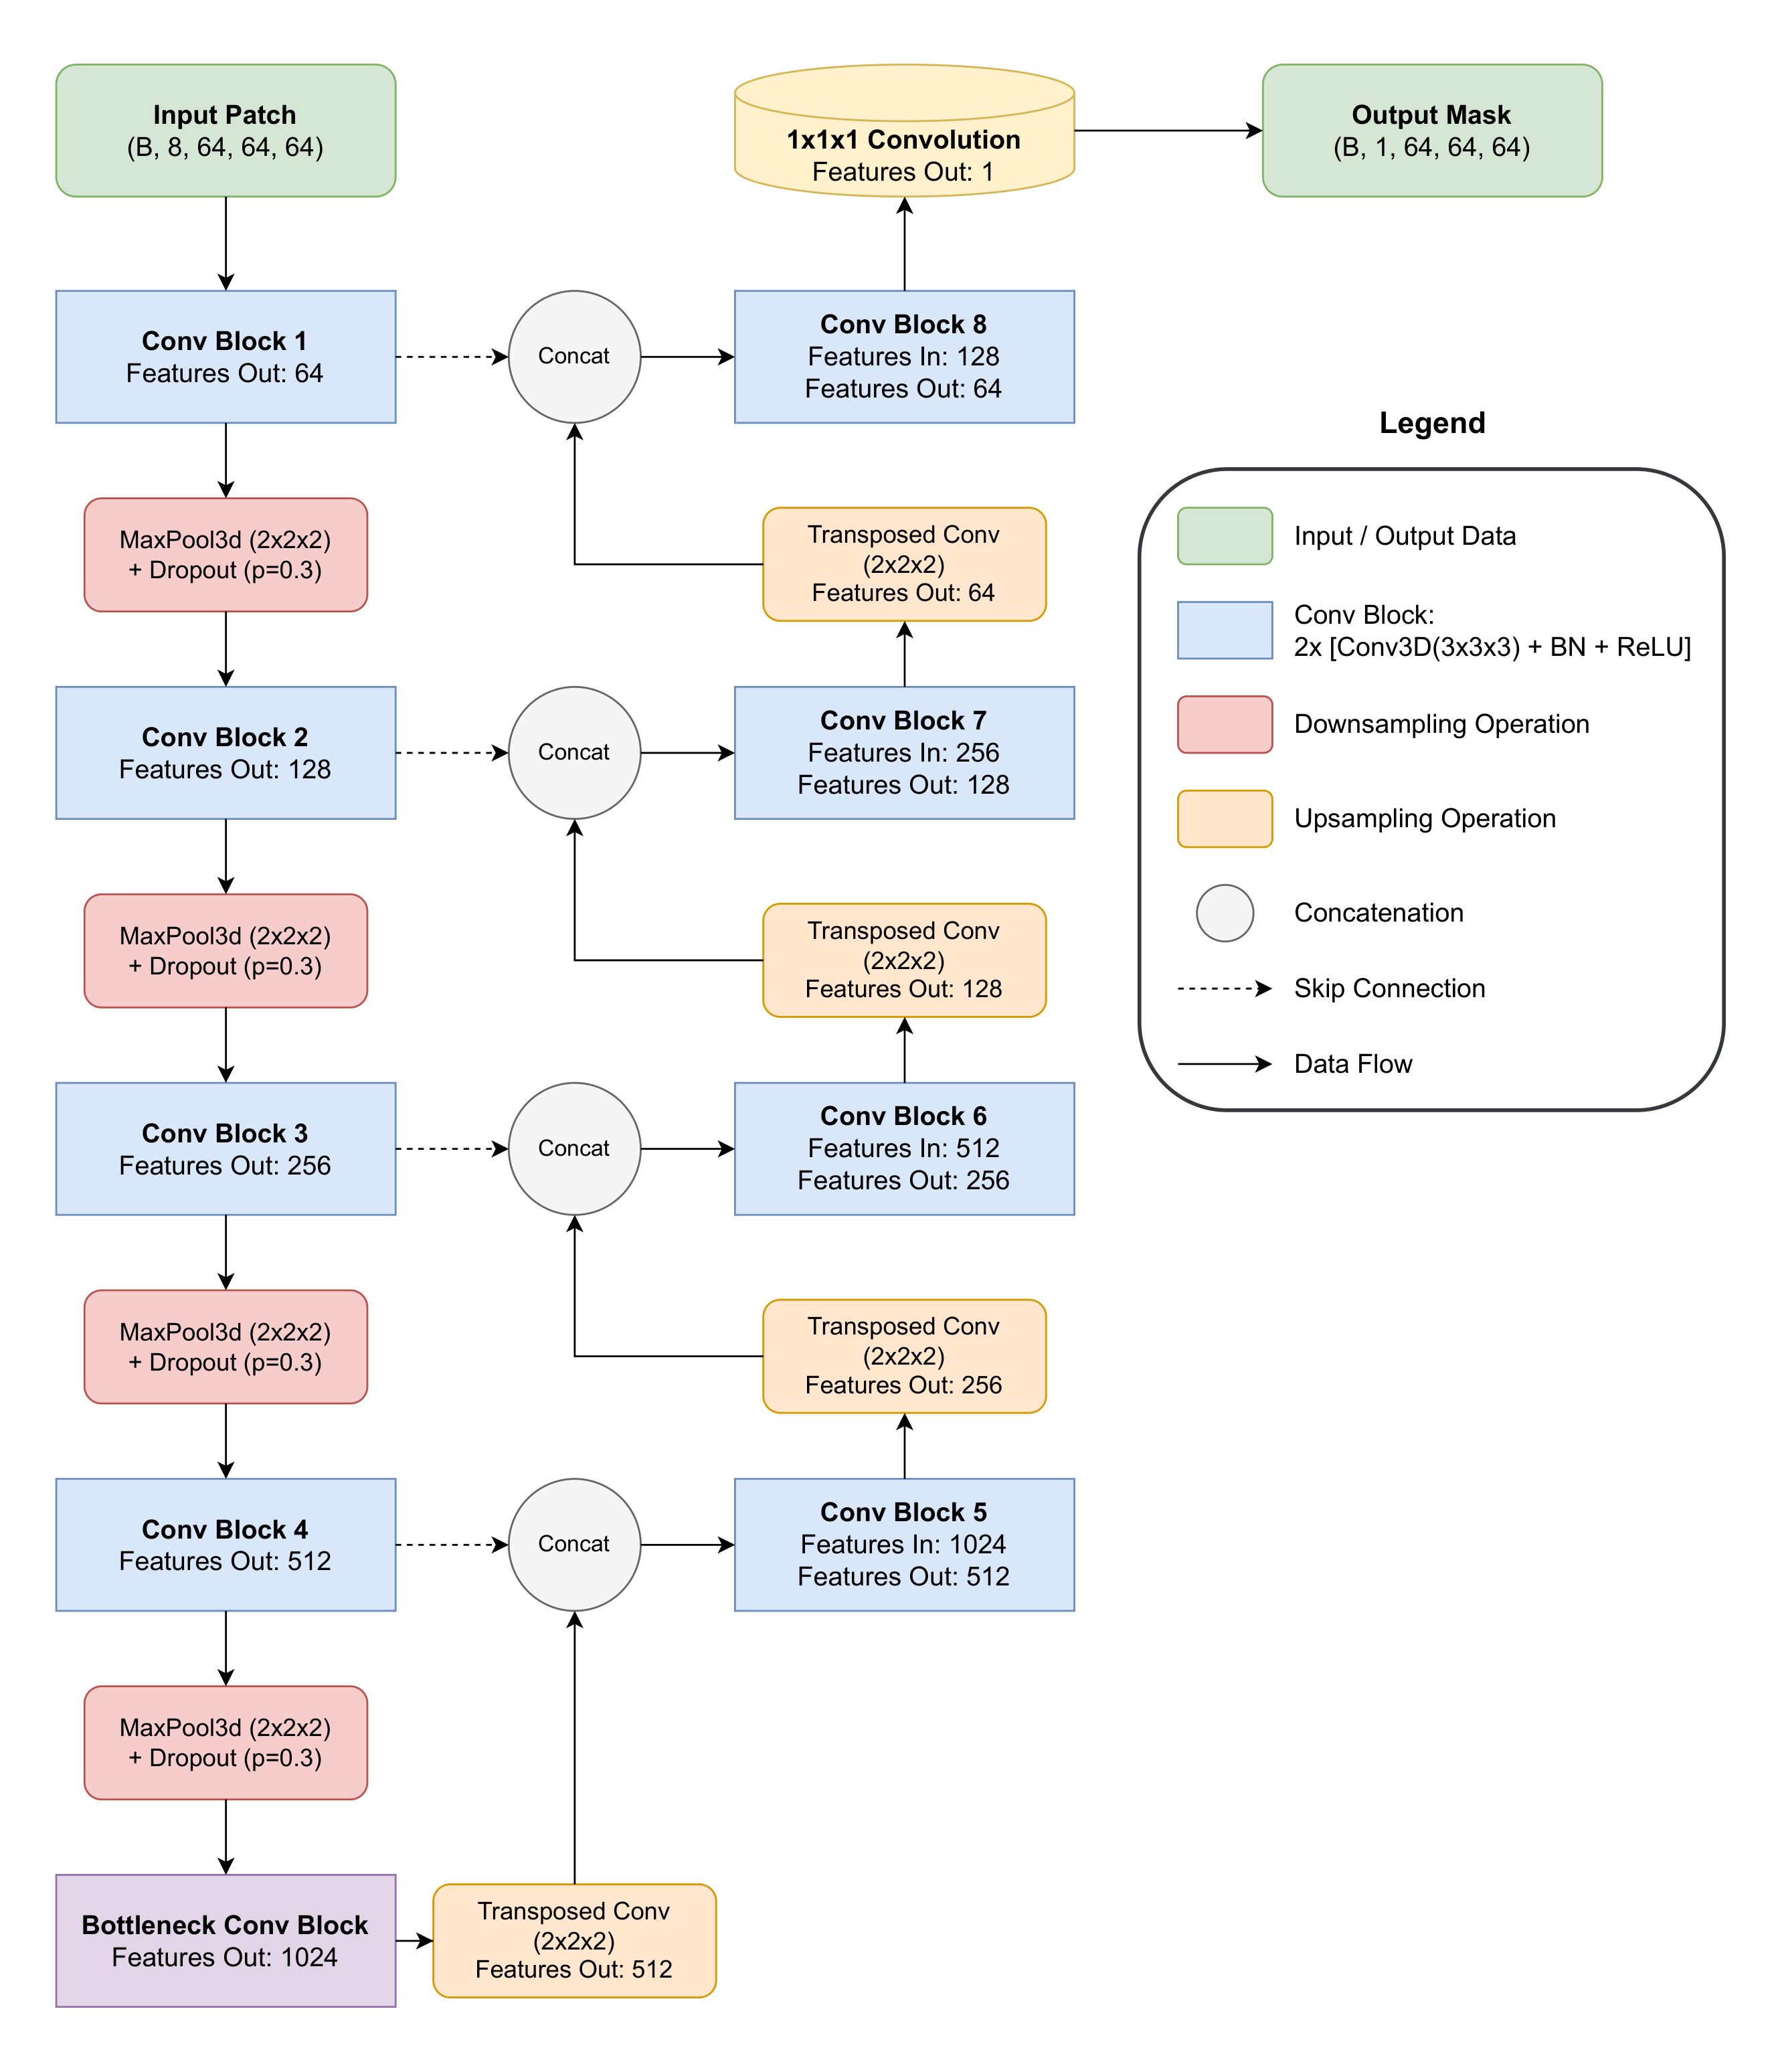 Input Patch
(B, 8, 64, 64, 64)
1x1x1 Convolution
Features Out: 1
Output Mask
(B, 1, 64, 64, 64)
Conv Block 1
Features Out: 64
Concat
Conv Block 8
Features In: 128
Features Out: 64
MaxPool3d (2x2x2)
+ Dropout (p=0.3)
Transposed Conv
(2x2x2)
Features Out: 64
Conv Block 2
Features Out: 128
Concat
Conv Block 7
Features In: 256
Features Out: 128
MaxPool3d (2x2x2)
+ Dropout (p=0.3)
Transposed Conv
(2x2x2)
Features Out: 128
Conv Block 3
Features Out: 256
Concat
Conv Block 6
Features In: 512
Features Out: 256
MaxPool3d (2x2x2)
+ Dropout (p=0.3)
Transposed Conv
(2x2x2)
Features Out: 256
Conv Block 4
Features Out: 512
Concat
Conv Block 5
Features In: 1024
Features Out: 512
MaxPool3d (2x2x2)
+ Dropout (p=0.3)
Bottleneck Conv Block
Features Out: 1024
Transposed Conv
(2x2x2)
Features Out: 512
Legend
Input / Output Data
Conv Block:
2x [Conv3D(3x3x3) + BN + ReLU]
Downsampling Operation
Upsampling Operation
Concatenation
Skip Connection
Data Flow